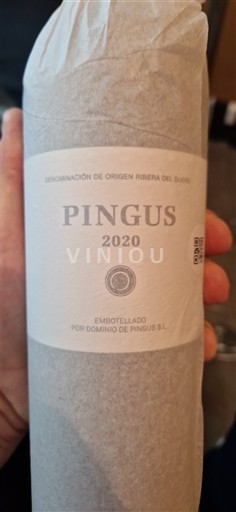 DENOMINACIÓN DE ORIGEN RIBERA DEL DUERO
PINGUS
2020
VINIOU
EMBOTELLADO
POR DOMINIO DE PINGUS S.L.